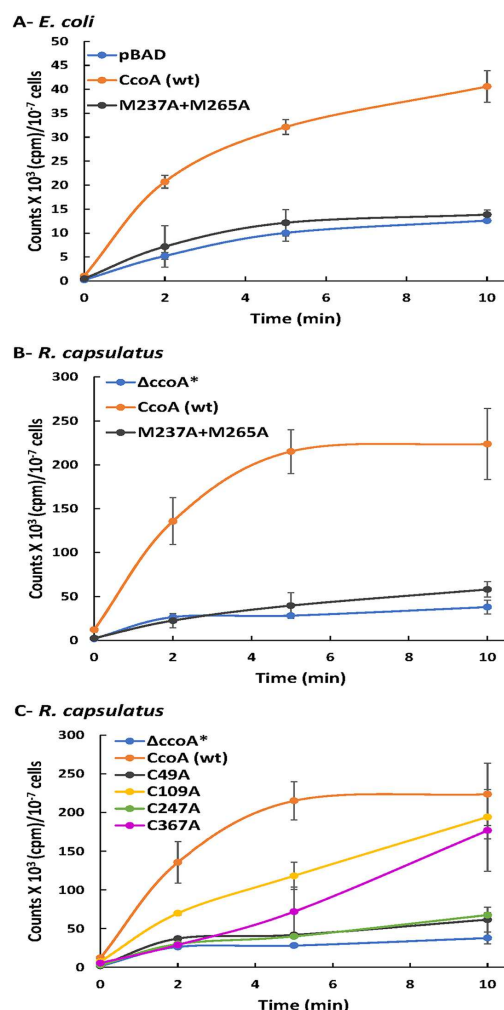 A- E. coli
pBAD
CcoA (wt)
M237A+M265A
Counts X 10³ (cpm)/10⁻⁷ cells
50
45
40
35
30
25
20
15
10
5
0
0 2 4 6 8 10
Time (min)
B- R. capsulatus
ΔccoA*
CcoA (wt)
M237A+M265A
Counts X 10³ (cpm)/10⁻⁷ cells
300
250
200
150
100
50
0
0 2 4 6 8 10
Time (min)
C- R. capsulatus
ΔccoA*
CcoA (wt)
C49A
C109A
C247A
C367A
Counts X 10³ (cpm)/10⁻⁷ cells
300
250
200
150
100
50
0
0 2 4 6 8 10
Time (min)